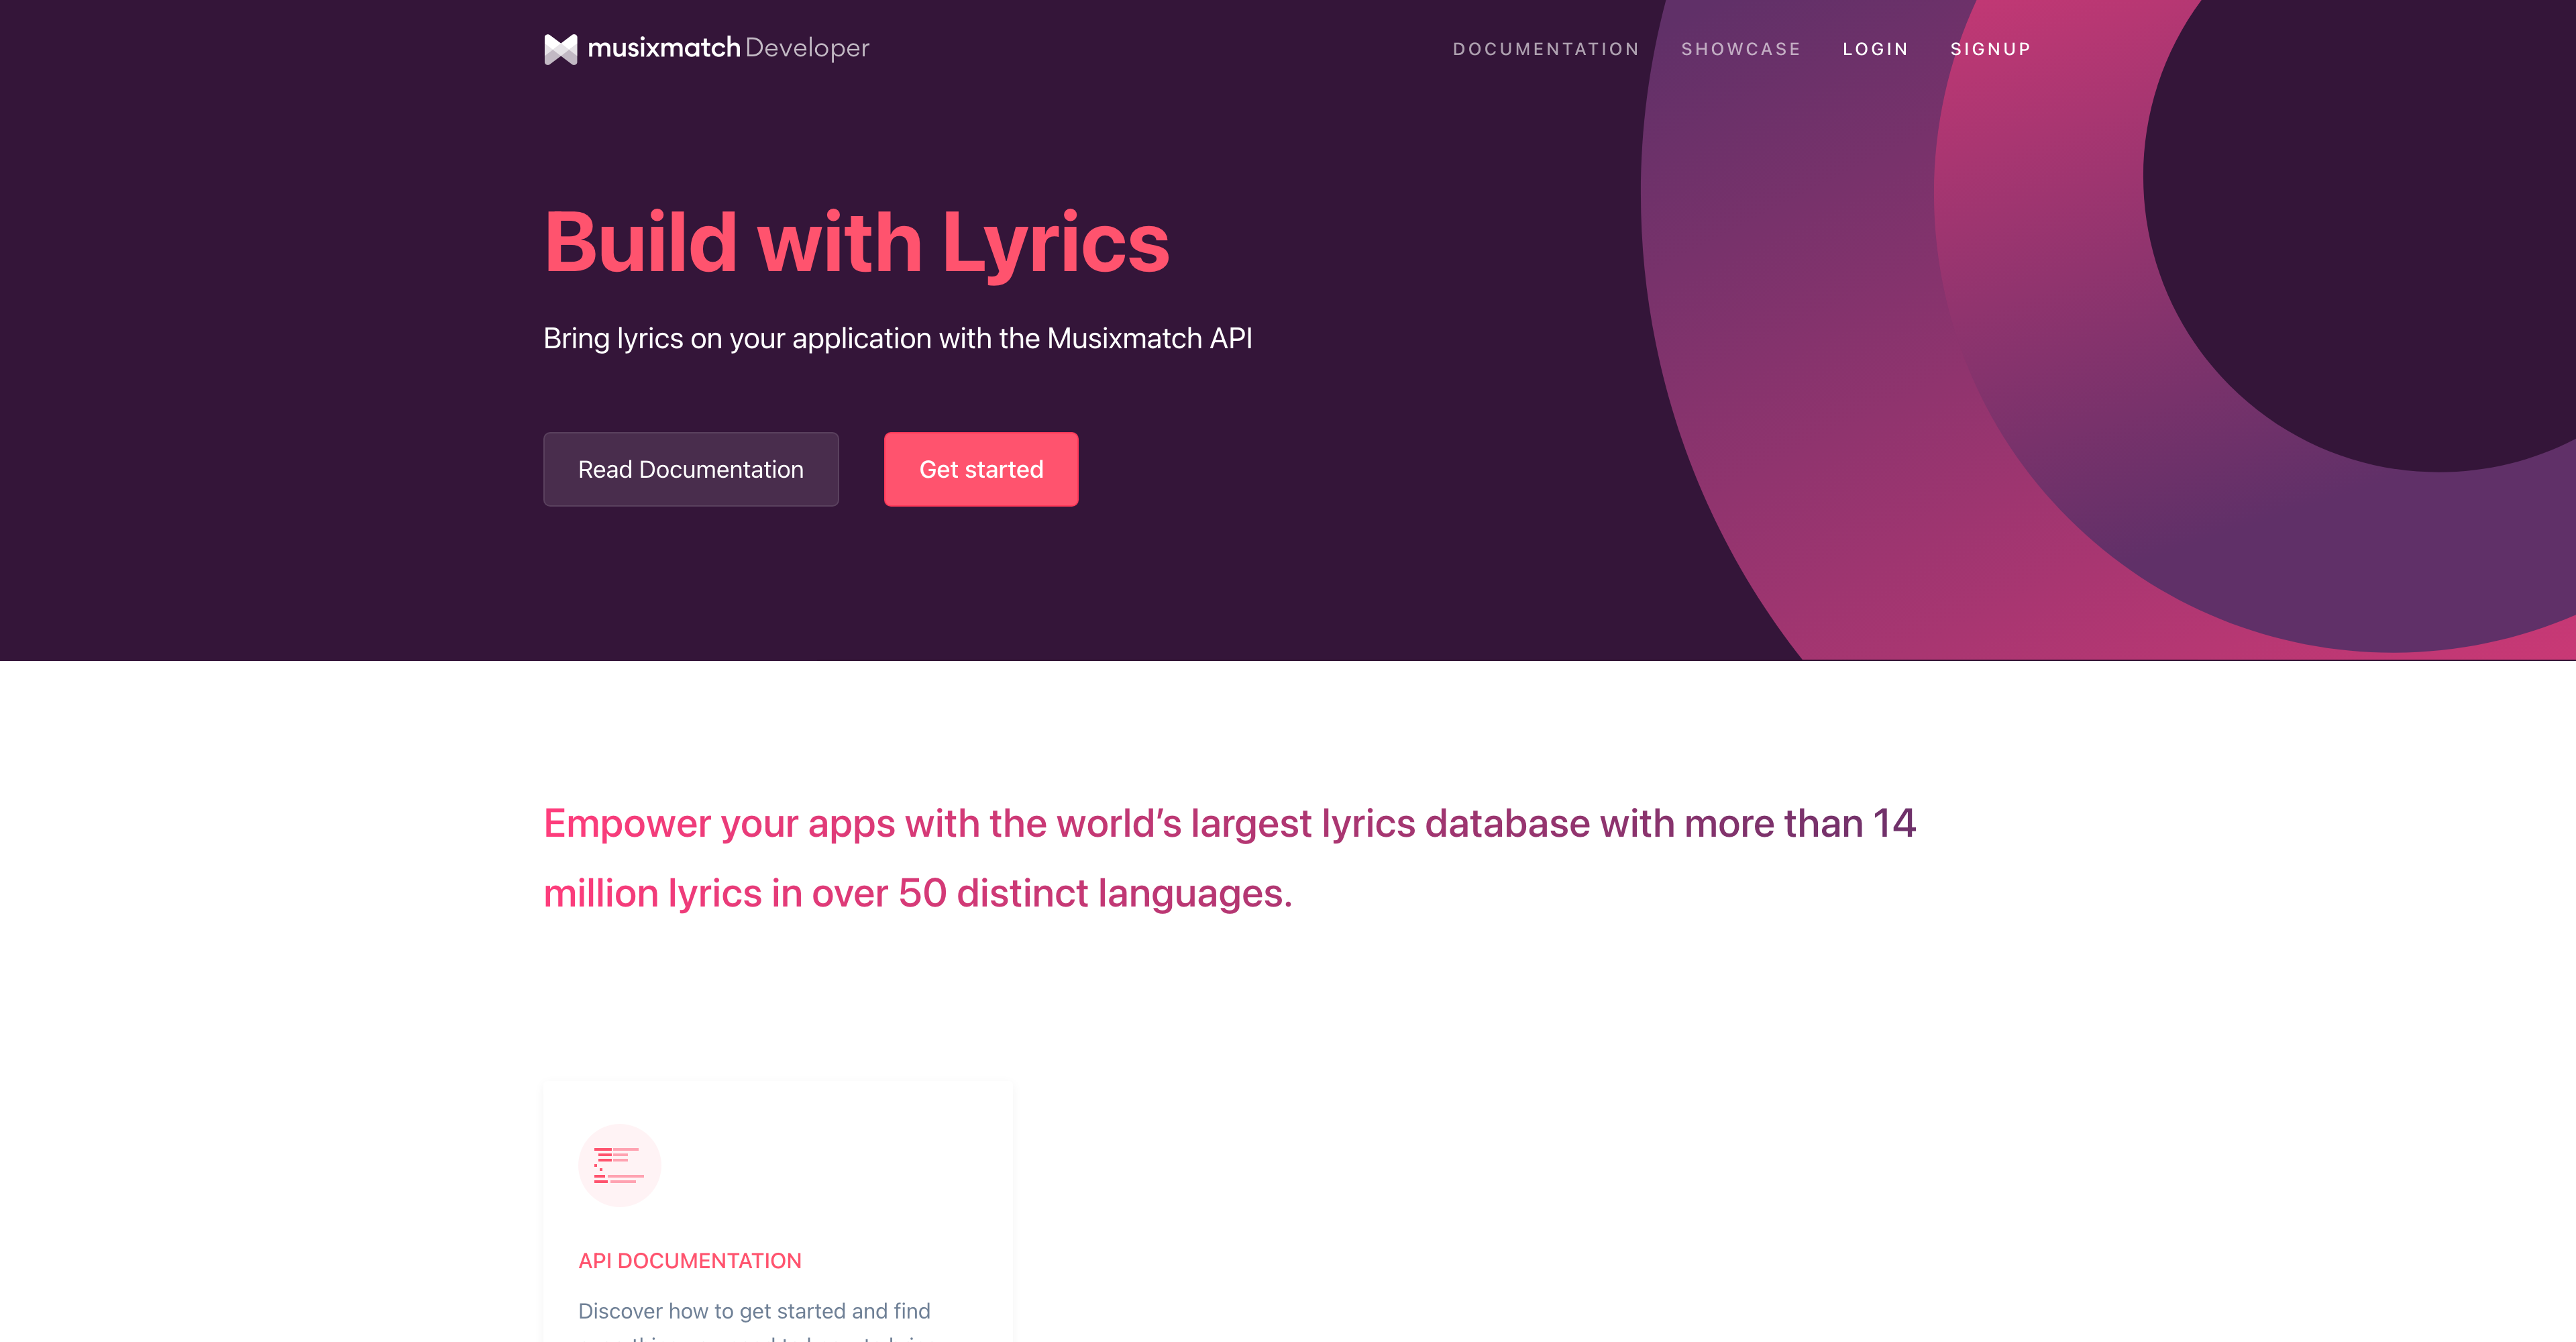 musixmatch Developer
DOCUMENTATION SHOWCASE LOGIN SIGNUP
Build with Lyrics
Bring lyrics on your application with the Musixmatch API
Read Documentation
Get started
Empower your apps with the world’s largest lyrics database with more than 14
million lyrics in over 50 distinct languages.
API DOCUMENTATION
Discover how to get started and find